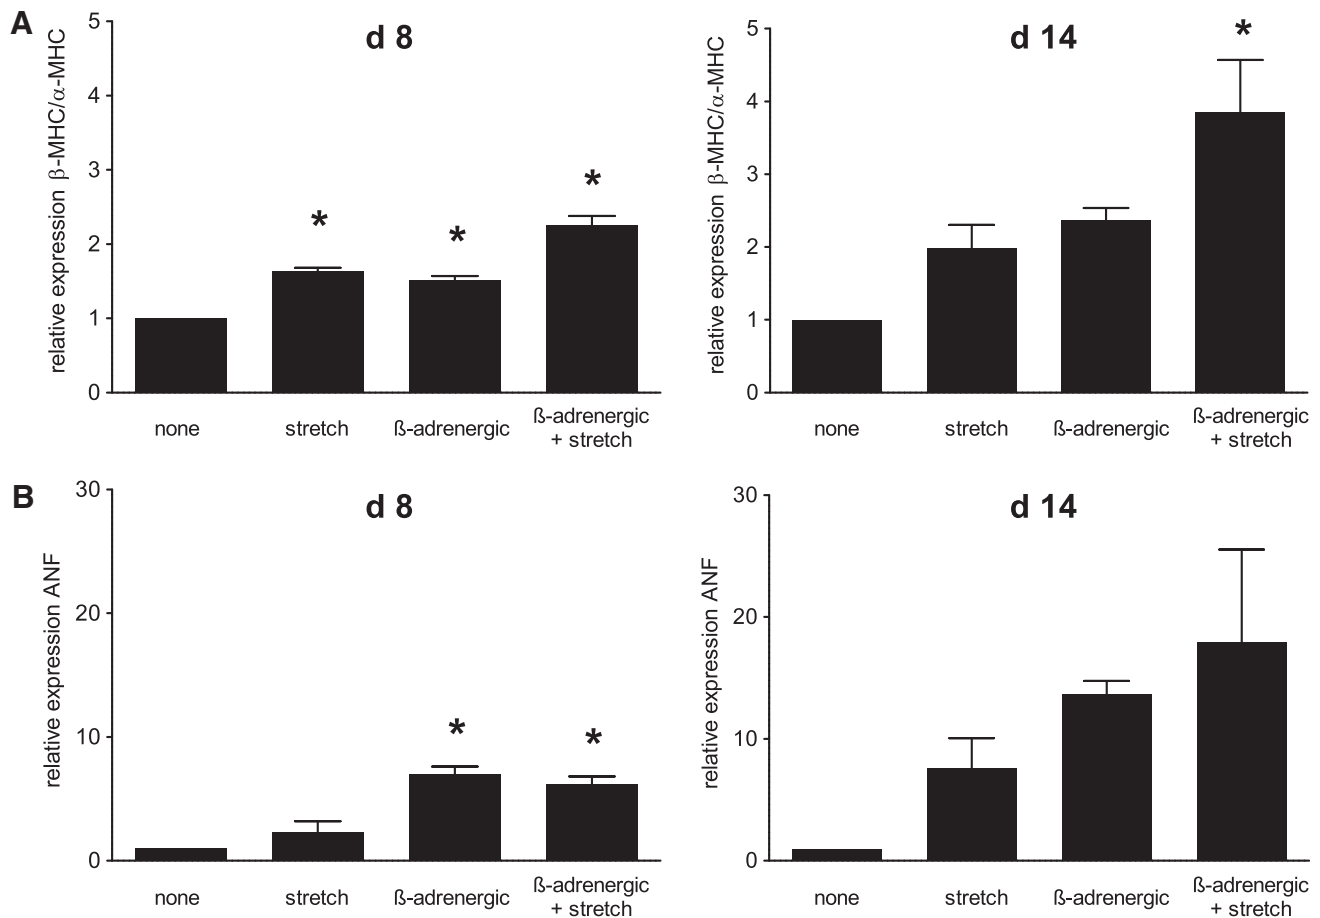 A
d 8
relative expression β-MHC/α-MHC
5
4
3
2
1
0
*
*
*
none
stretch
ß-adrenergic
ß-adrenergic
+ stretch
d 14
relative expression β-MHC/α-MHC
5
4
3
2
1
0
*
none
stretch
ß-adrenergic
ß-adrenergic
+ stretch
B
d 8
relative expression ANF
30
20
10
0
*
*
none
stretch
ß-adrenergic
ß-adrenergic
+ stretch
d 14
relative expression ANF
30
20
10
0
none
stretch
ß-adrenergic
ß-adrenergic
+ stretch